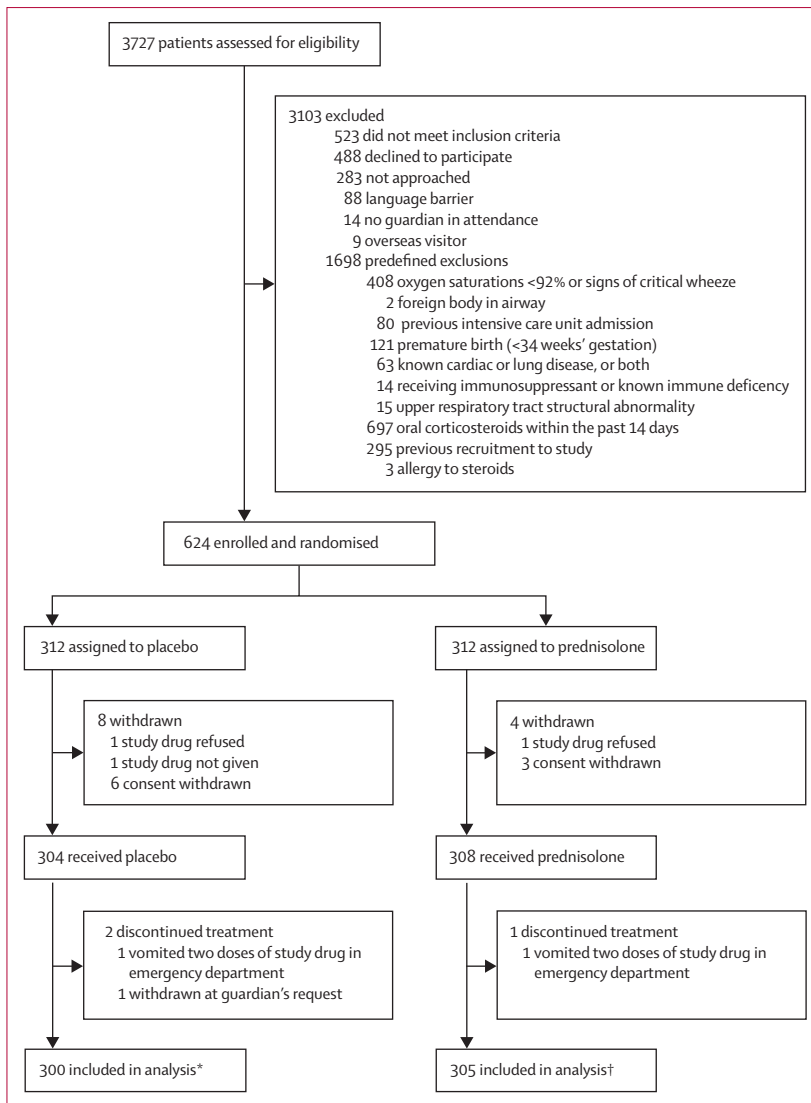 3727 patients assessed for eligibility
3103 excluded
523 did not meet inclusion criteria
488 declined to participate
283 not approached
88 language barrier
14 no guardian in attendance
9 overseas visitor
1698 predefined exclusions
408 oxygen saturations <92% or signs of critical wheeze
2 foreign body in airway
80 previous intensive care unit admission
121 premature birth (<34 weeks' gestation)
63 known cardiac or lung disease, or both
14 receiving immunosuppressant or known immune deficency
15 upper respiratory tract structural abnormality
697 oral corticosteroids within the past 14 days
295 previous recruitment to study
3 allergy to steroids
624 enrolled and randomised
312 assigned to placebo
8 withdrawn
1 study drug refused
1 study drug not given
6 consent withdrawn
304 received placebo
2 discontinued treatment
1 vomited two doses of study drug in
emergency department
1 withdrawn at guardian's request
300 included in analysis*
312 assigned to prednisolone
4 withdrawn
1 study drug refused
3 consent withdrawn
308 received prednisolone
1 discontinued treatment
1 vomited two doses of study drug in
emergency department
305 included in analysis†